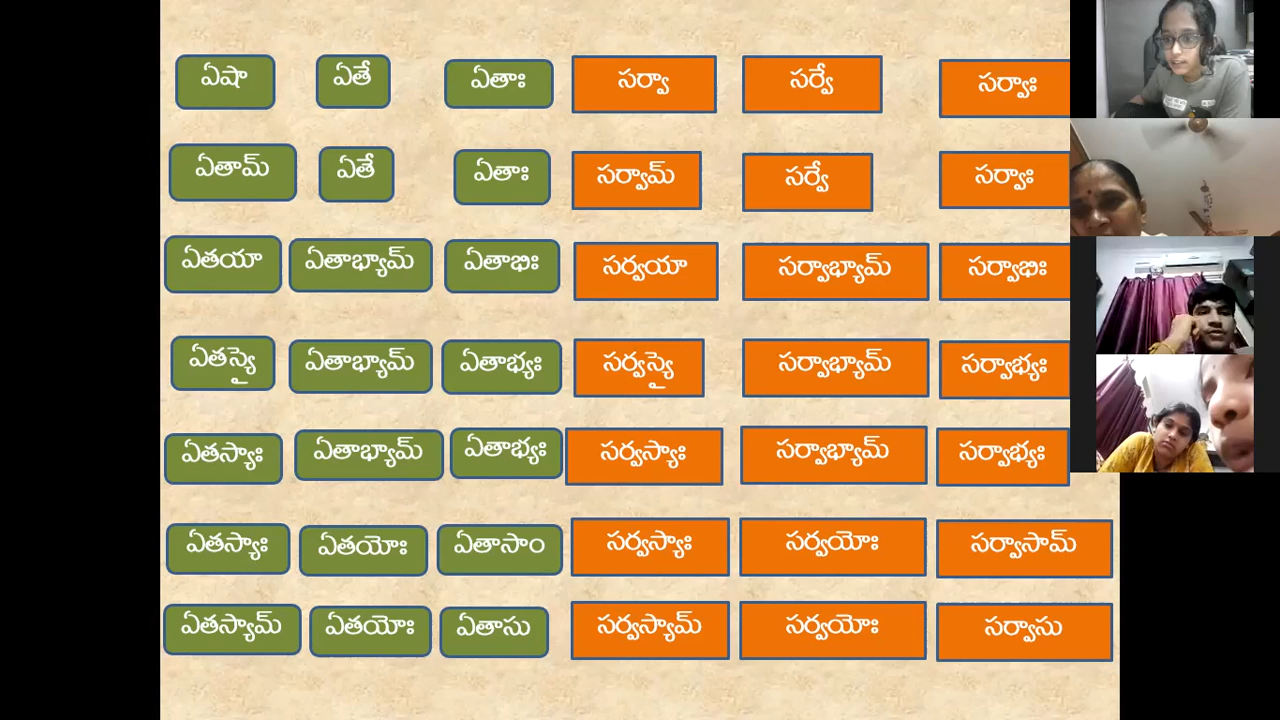 ఏషా ఏతే ఏతాః సర్వా సర్వే సర్వాః
ఏతామ్ ఏతే ఏతాః సర్వామ్ సర్వే సర్వాః
ఏతయా ఏతాభ్యామ్ ఏతాభిః సర్వయా సర్వాభ్యామ్ సర్వాభిః
ఏతస్యై ఏతాభ్యామ్ ఏతాభ్యః సర్వస్యై సర్వాభ్యామ్ సర్వాభ్యః
ఏతస్యాః ఏతాభ్యామ్ ఏతాభ్యః సర్వస్యాః సర్వాభ్యామ్ సర్వాభ్యః
ఏతస్యాః ఏతయోః ఏతాసాం సర్వస్యాః సర్వయోః సర్వాసామ్
ఏతస్యామ్ ఏతయోః ఏతాసు సర్వస్యామ్ సర్వయోః సర్వాసు